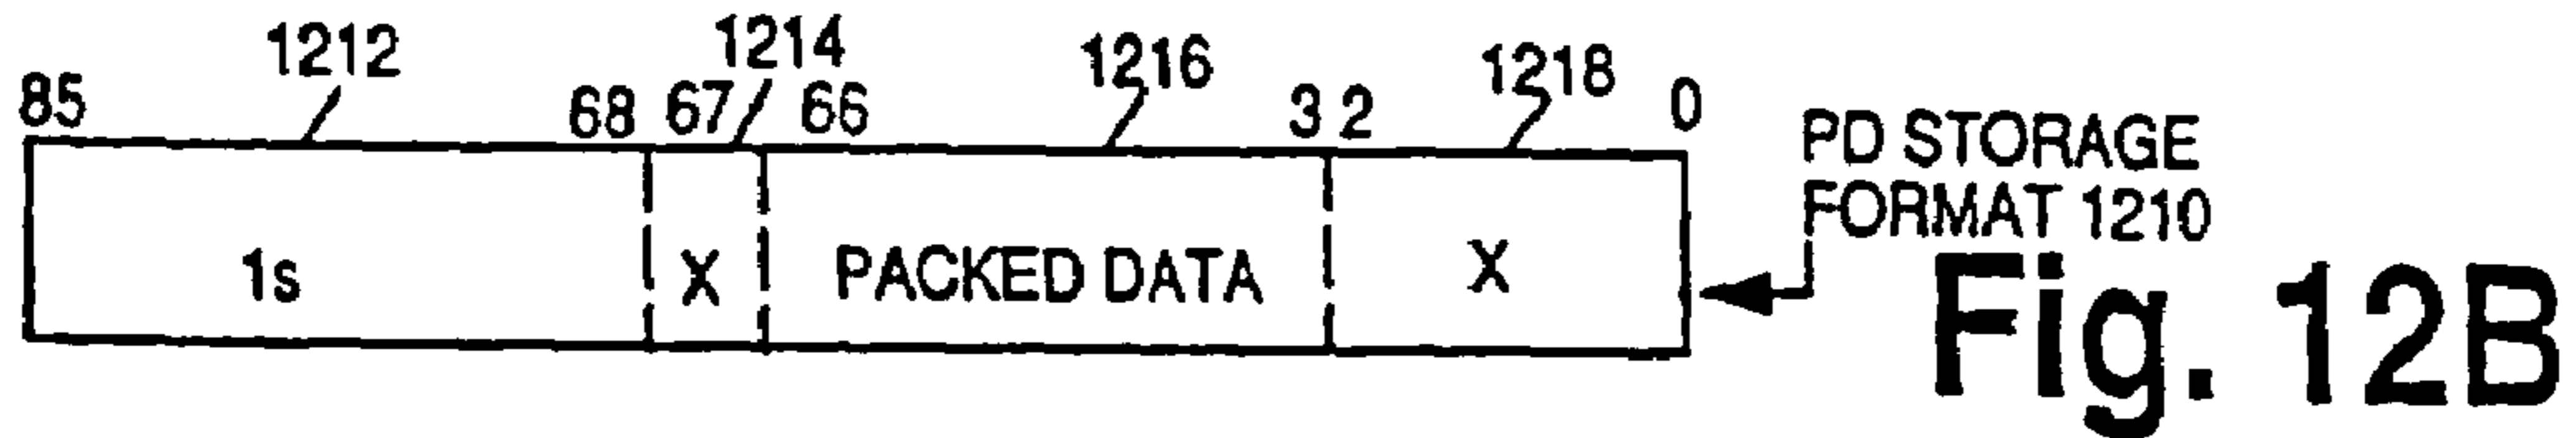 1212 1214 1216 1218
85 68 67 66 3 2 0
PD STORAGE
FORMAT 1210
1s X PACKED DATA X
Fig. 12B